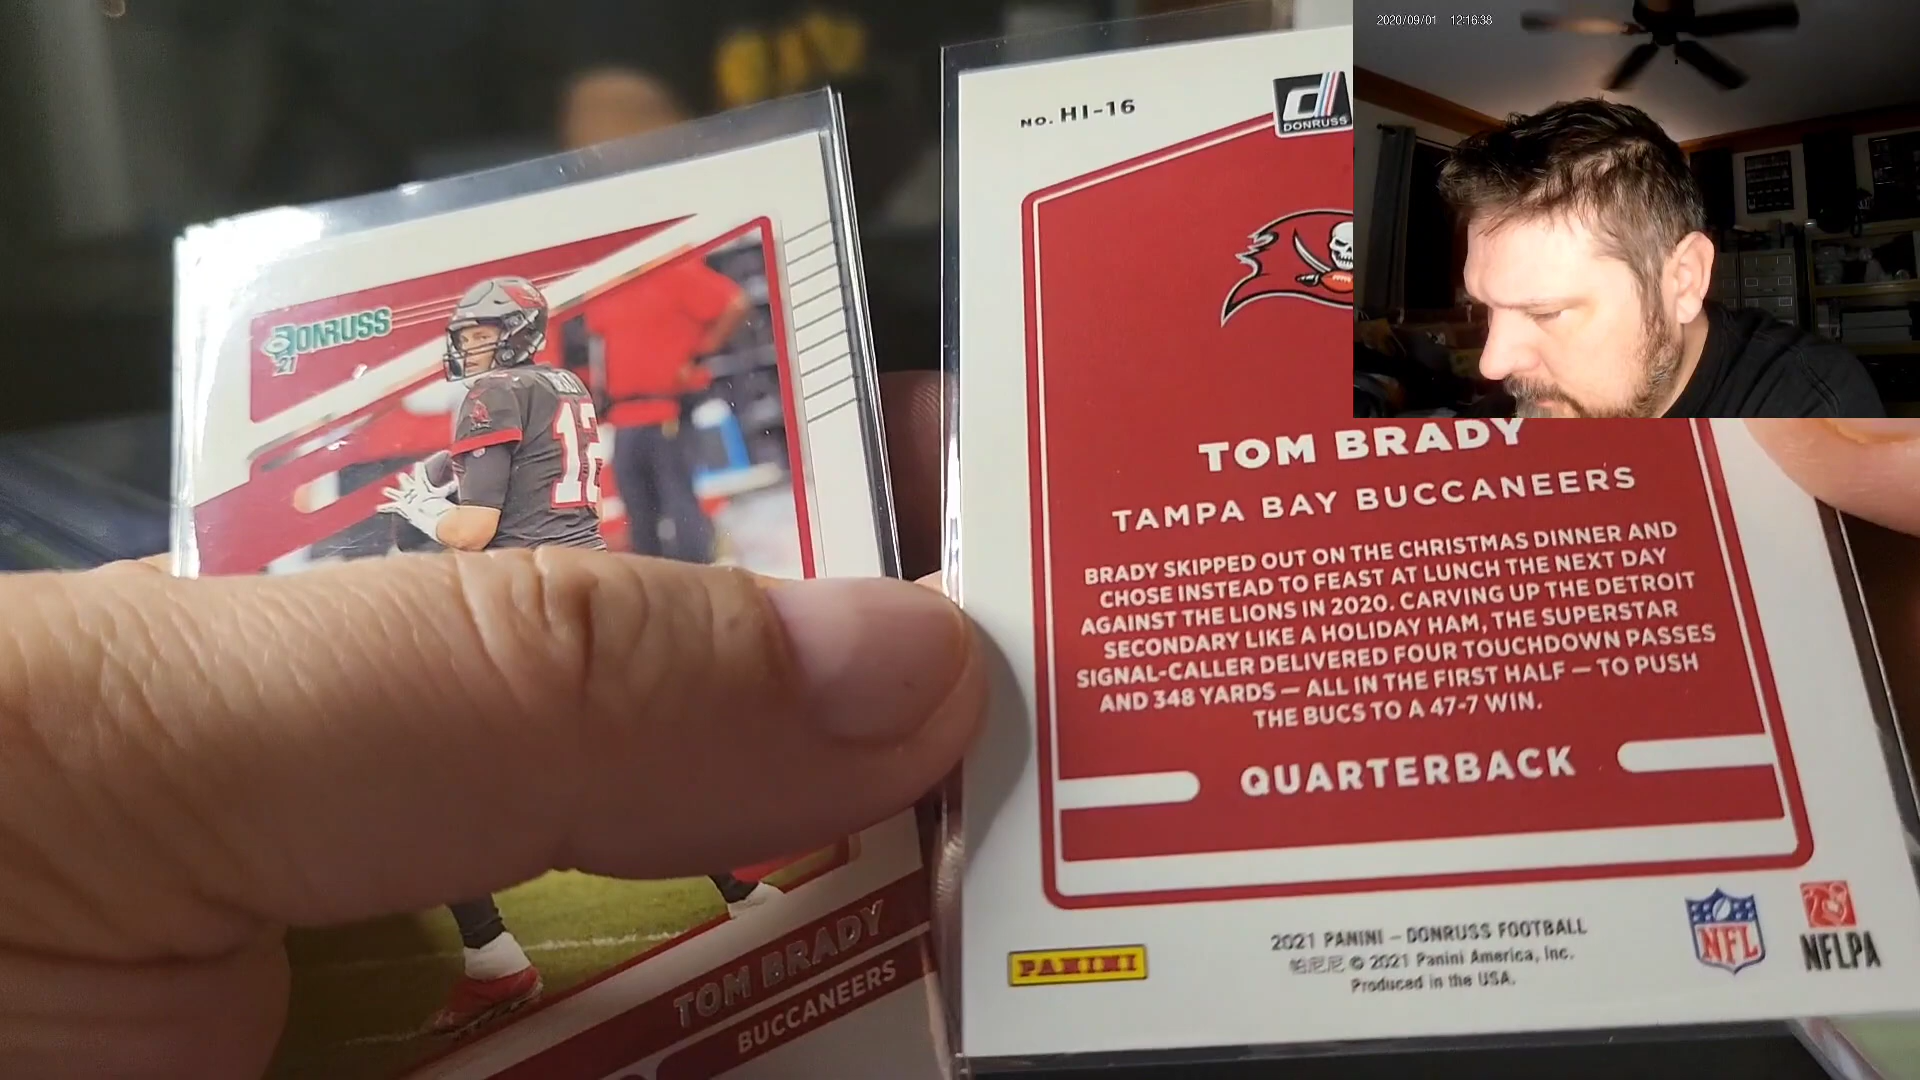 2020/09/01 12:16:38
NO. HI-16
DONRUSS
DONRUSS
21
12
TOM BRADY
TAMPA BAY BUCCANEERS
BRADY SKIPPED OUT ON THE CHRISTMAS DINNER AND
CHOSE INSTEAD TO FEAST AT LUNCH THE NEXT DAY
AGAINST THE LIONS IN 2020. CARVING UP THE DETROIT
SECONDARY LIKE A HOLIDAY HAM, THE SUPERSTAR
SIGNAL-CALLER DELIVERED FOUR TOUCHDOWN PASSES
AND 348 YARDS — ALL IN THE FIRST HALF — TO PUSH
THE BUCS TO A 47-7 WIN.
QUARTERBACK
TOM BRADY
BUCCANEERS
PANINI
2021 PANINI – DONRUSS FOOTBALL
© 2021 Panini America, Inc.
Produced in the USA.
NFL
NFLPA